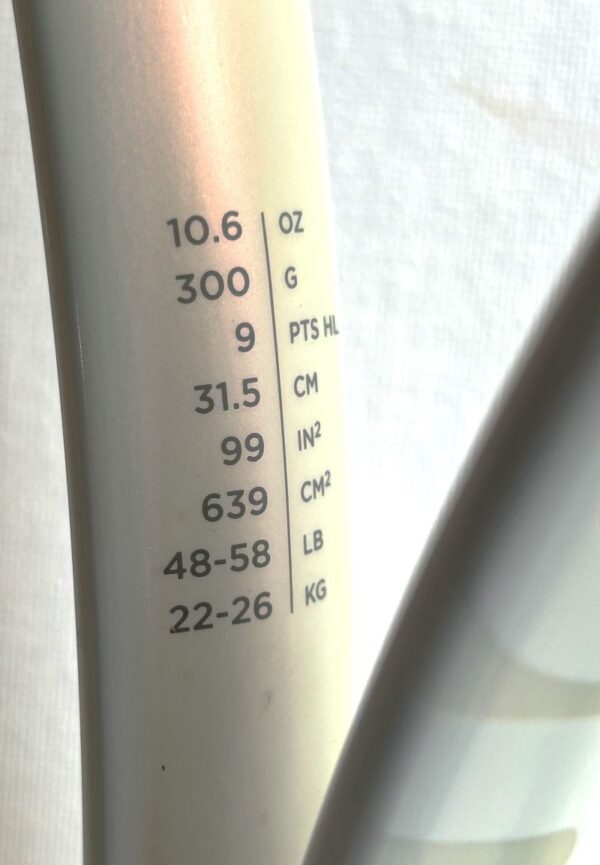 10.6 OZ
300 G
9 PTS HL
31.5 CM
99 IN²
639 CM²
48-58 LB
22-26 KG